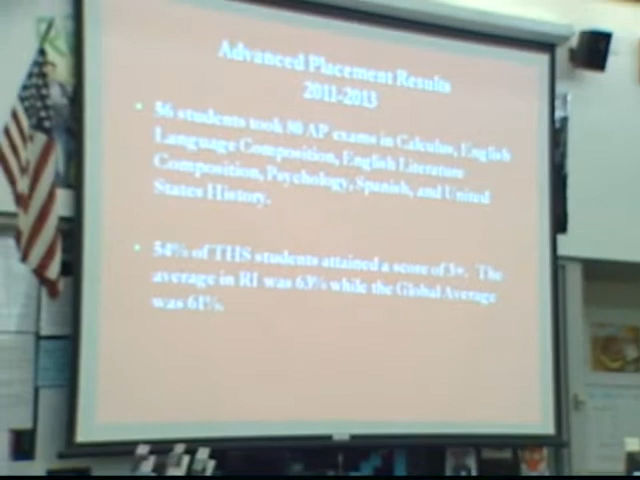 Advanced Placement Results
2011-2013
56 students took 80 AP exams in Calculus, English
Language Composition, English Literature
Composition, Psychology, Spanish, and United
States History.
54% of THS students attained a score of 3+. The
average in RI was 63% while the Global Average
was 61%.